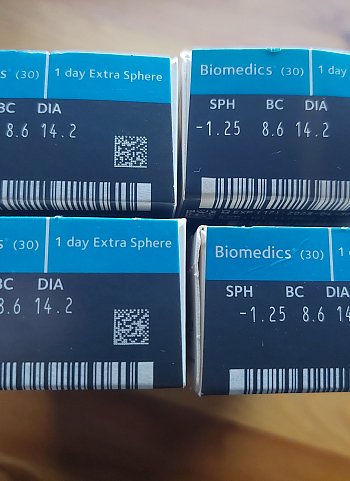 (30) 1 day Extra Sphere
BC DIA
8.6 14.2
Biomedics (30) 1 day
SPH BC DIA
-1.25 8.6 14.2
(30) 1 day Extra Sphere
BC DIA
8.6 14.2
Biomedics (30)
SPH BC DIA
-1.25 8.6 14